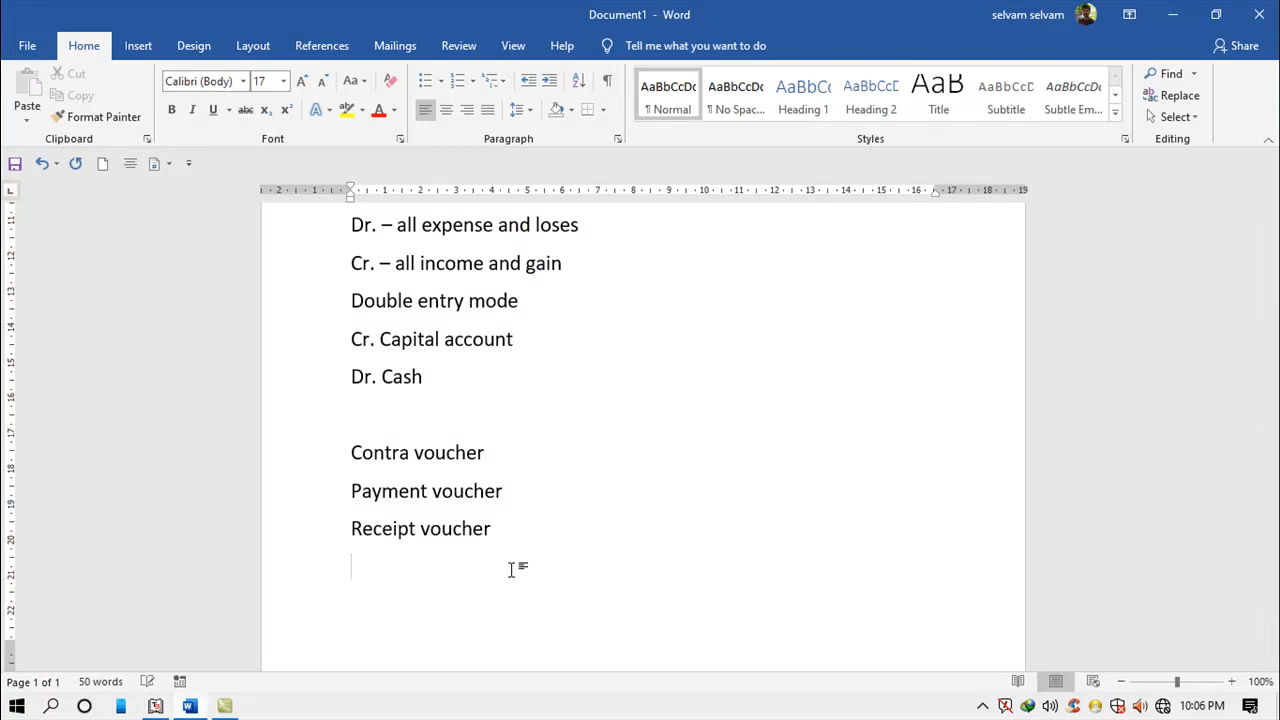 Document1 - Word
selvam selvam
File Home Insert Design Layout References Mailings Review View Help Tell me what you want to do Share
Paste
Cut
Copy
Format Painter
Clipboard
Calibri (Body) 17
Font
Paragraph
AaBbCcDc ¶ Normal
AaBbCcDc ¶ No Spac...
AaBbC Heading 1
AaBbCcD Heading 2
AaB Title
AaBbCcD Subtitle
AaBbCcDc Subtle Em...
Styles
Find
Replace
Select
Editing
Dr. – all expense and loses
Cr. – all income and gain
Double entry mode
Cr. Capital account
Dr. Cash
Contra voucher
Payment voucher
Receipt voucher
Page 1 of 1 50 words 100%
10:06 PM